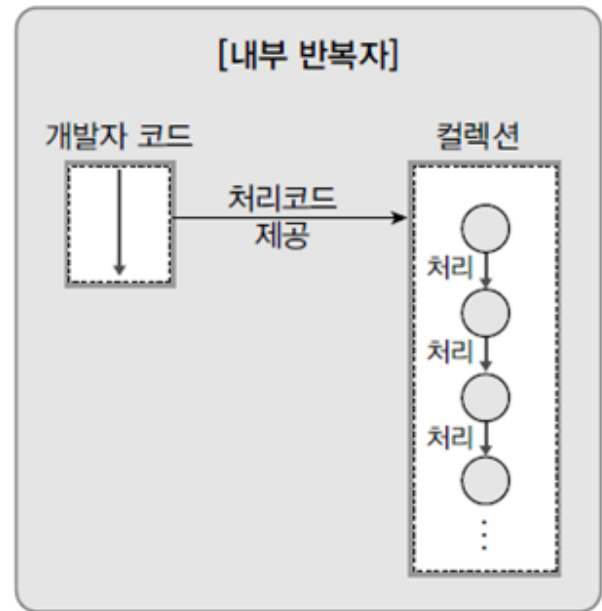 [내부 반복자]
개발자 코드
컬렉션
처리코드
제공
처리
처리
처리